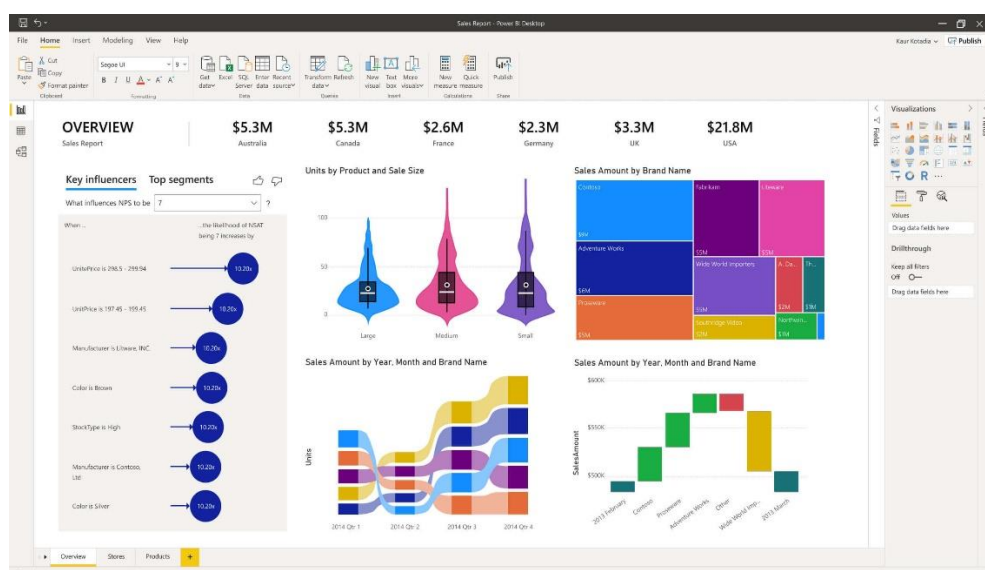 Sales Report - Power BI Desktop
File Home Insert Modeling View Help
Kaur Kotadia
Publish
Paste
Cut
Copy
Format painter
Clipboard
Segoe UI
B I U A
Formatting
Get data
Excel
SQL Server
Enter data
Recent sources
Data
Transform data
Refresh
Queries
New visual
Text box
More visuals
Insert
New measure
Quick measure
Calculations
Publish
Share
OVERVIEW
Sales Report
$5.3M
Australia
$5.3M
Canada
$2.6M
France
$2.3M
Germany
$3.3M
UK
$21.8M
USA
Key influencers Top segments
What influences NPS to be 7 ?
When ...
...the likelihood of NSAT
being 7 increases by
UnitePrice is 298.5 - 299.94
10.20x
UnitPrice is 197.45 - 199.45
10.20x
Manufacturer is Litware, INC.
10.20x
Color is Brown
10.20x
StockType is High
10.20x
Manufacturer is Contoso,
Ltd
10.20x
Color is Silver
10.20x
Units by Product and Sale Size
100
50
0
Large
Medium
Small
Sales Amount by Brand Name
Contoso
$8M
Adventure Works
$6M
Proseware
$5M
Fabrikam
$5M
Litware
$5M
Wide World Importers
$5M
Southridge Video
$2M
A. Da...
$2M
Th...
$1M
Northwin...
$1M
Sales Amount by Year, Month and Brand Name
Units
2014 Qtr 1
2014 Qtr 2
2014 Qtr 3
2014 Qtr 4
Sales Amount by Year, Month and Brand Name
SalesAmount
$600K
$550K
$500K
2013 February
Contoso
Proseware
Adventure Works
Other
Wide World Imp...
2013 March
Fields
Visualizations
R
Values
Drag data fields here
Drillthrough
Keep all filters
Off
Drag data fields here
Fields
Overview
Stores
Products
+